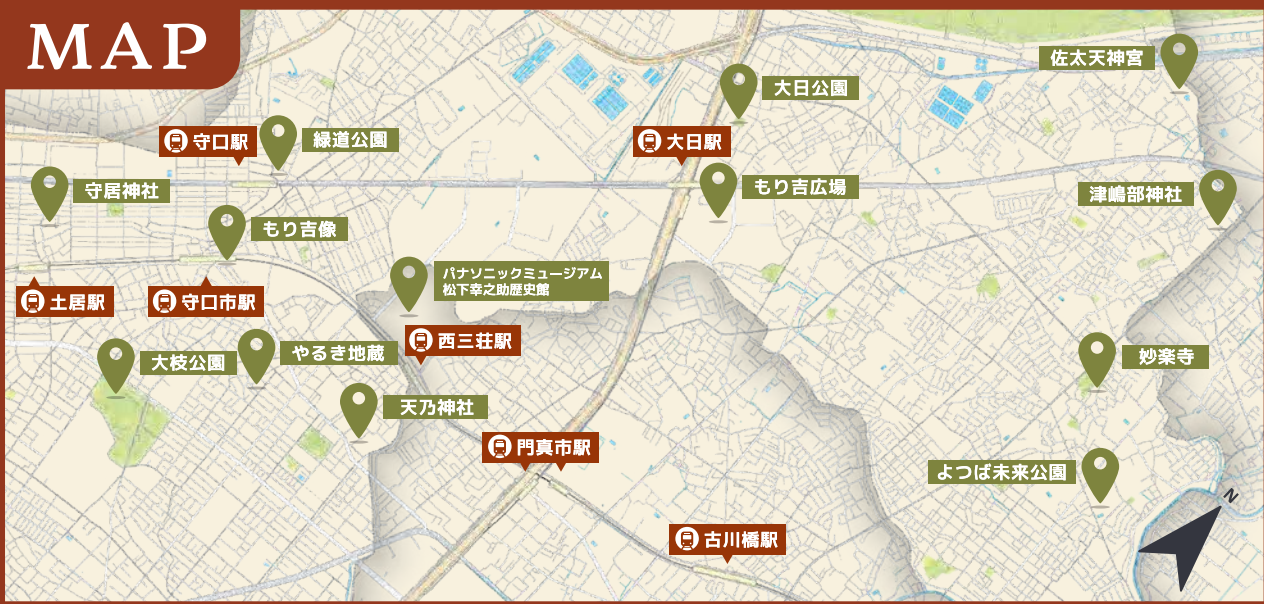 MAP
佐太天神宮
大日公園
守口駅
緑道公園
大日駅
守居神社
もり吉広場
津嶋部神社
もり吉像
パナソニックミュージアム
松下幸之助歴史館
土居駅
守口市駅
西三荘駅
大枝公園
やるき地蔵
妙楽寺
天乃神社
門真市駅
よつば未来公園
N
古川橋駅